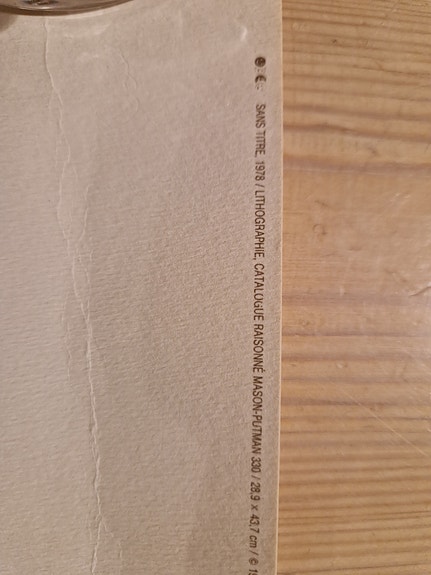 SANS TITRE, 1978 / LITHOGRAPHIE, CATALOGUE RAISONNÉ MASON-PUTMAN 330 / 28,9 x 43,7 cm / ©